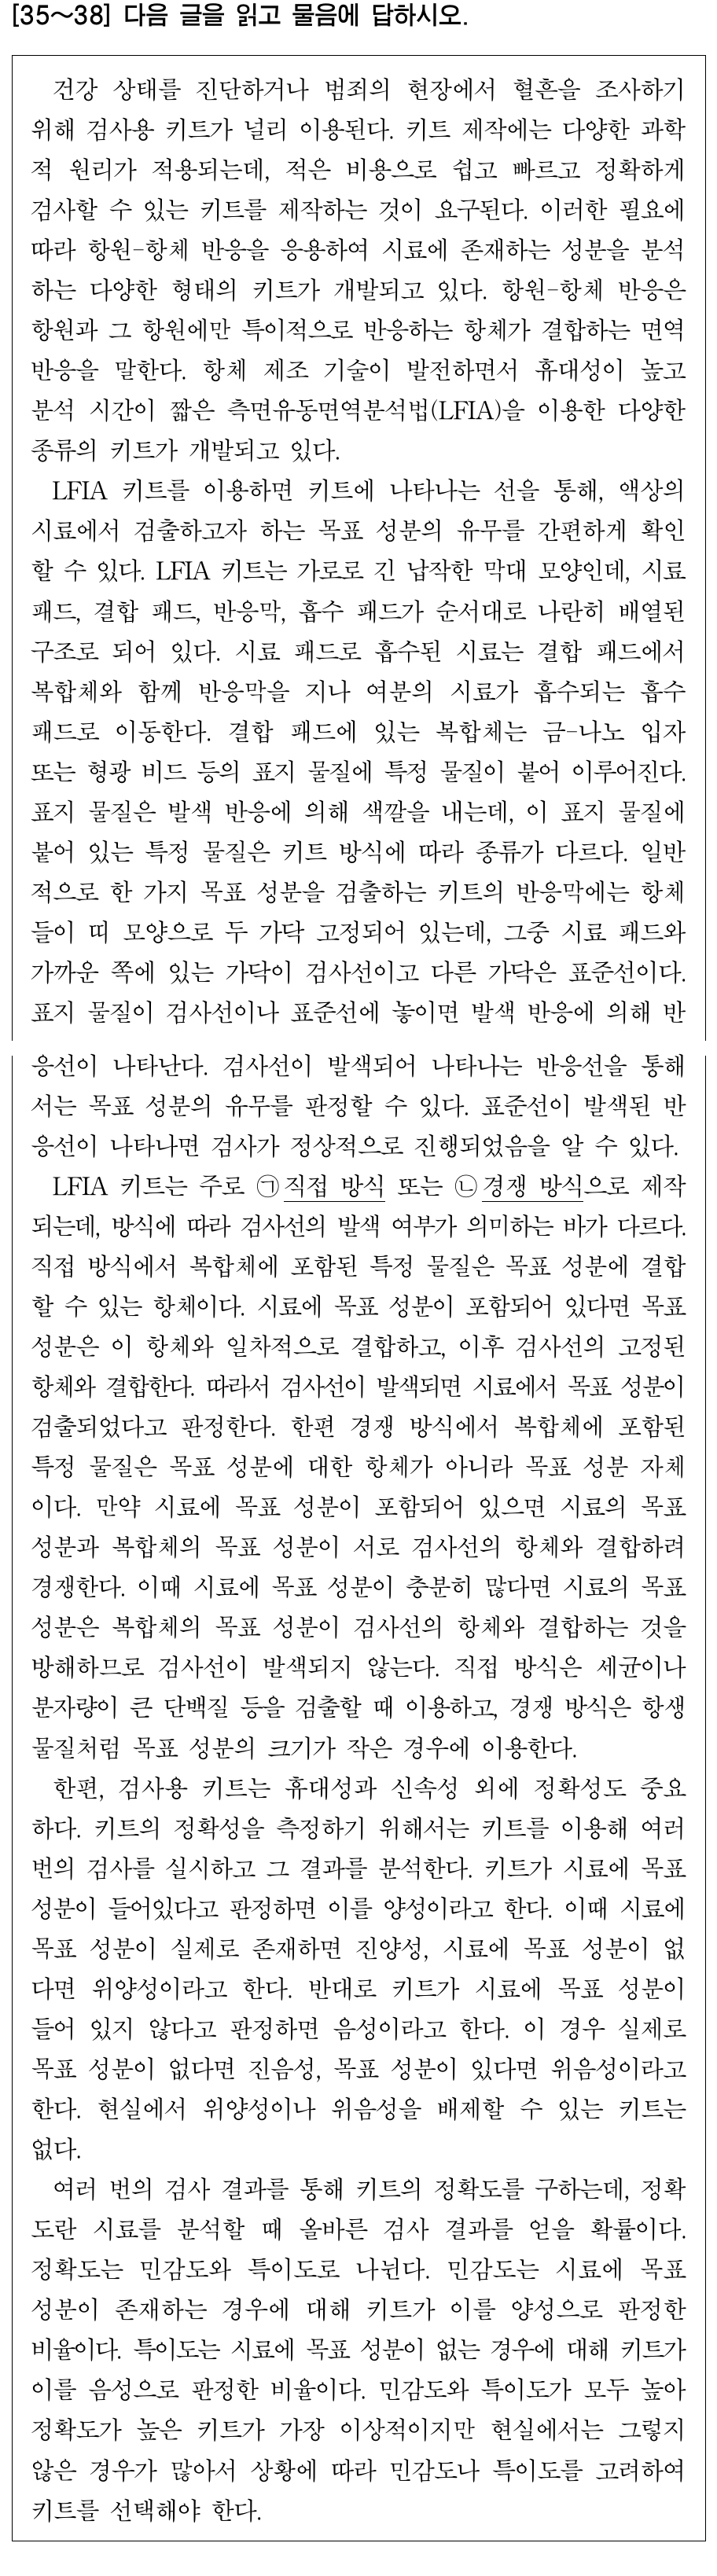 [35～38] 다음 글을 읽고 물음에 답하시오.
건강 상태를 진단하거나 범죄의 현장에서 혈흔을 조사하기
위해 검사용 키트가 널리 이용된다. 키트 제작에는 다양한 과학
적 원리가 적용되는데, 적은 비용으로 쉽고 빠르고 정확하게
검사할 수 있는 키트를 제작하는 것이 요구된다. 이러한 필요에
따라 항원-항체 반응을 응용하여 시료에 존재하는 성분을 분석
하는 다양한 형태의 키트가 개발되고 있다. 항원-항체 반응은
항원과 그 항원에만 특이적으로 반응하는 항체가 결합하는 면역
반응을 말한다. 항체 제조 기술이 발전하면서 휴대성이 높고
분석 시간이 짧은 측면유동면역분석법(LFIA)을 이용한 다양한
종류의 키트가 개발되고 있다.
LFIA 키트를 이용하면 키트에 나타나는 선을 통해, 액상의
시료에서 검출하고자 하는 목표 성분의 유무를 간편하게 확인
할 수 있다. LFIA 키트는 가로로 긴 납작한 막대 모양인데, 시료
패드, 결합 패드, 반응막, 흡수 패드가 순서대로 나란히 배열된
구조로 되어 있다. 시료 패드로 흡수된 시료는 결합 패드에서
복합체와 함께 반응막을 지나 여분의 시료가 흡수되는 흡수
패드로 이동한다. 결합 패드에 있는 복합체는 금-나노 입자
또는 형광 비드 등의 표지 물질에 특정 물질이 붙어 이루어진다.
표지 물질은 발색 반응에 의해 색깔을 내는데, 이 표지 물질에
붙어 있는 특정 물질은 키트 방식에 따라 종류가 다르다. 일반
적으로 한 가지 목표 성분을 검출하는 키트의 반응막에는 항체
들이 띠 모양으로 두 가닥 고정되어 있는데, 그중 시료 패드와
가까운 쪽에 있는 가닥이 검사선이고 다른 가닥은 표준선이다.
표지 물질이 검사선이나 표준선에 놓이면 발색 반응에 의해 반
응선이 나타난다. 검사선이 발색되어 나타나는 반응선을 통해
서는 목표 성분의 유무를 판정할 수 있다. 표준선이 발색된 반
응선이 나타나면 검사가 정상적으로 진행되었음을 알 수 있다.
LFIA 키트는 주로 ㉠직접 방식 또는 ㉡경쟁 방식으로 제작
되는데, 방식에 따라 검사선의 발색 여부가 의미하는 바가 다르다.
직접 방식에서 복합체에 포함된 특정 물질은 목표 성분에 결합
할 수 있는 항체이다. 시료에 목표 성분이 포함되어 있다면 목표
성분은 이 항체와 일차적으로 결합하고, 이후 검사선의 고정된
항체와 결합한다. 따라서 검사선이 발색되면 시료에서 목표 성분이
검출되었다고 판정한다. 한편 경쟁 방식에서 복합체에 포함된
특정 물질은 목표 성분에 대한 항체가 아니라 목표 성분 자체
이다. 만약 시료에 목표 성분이 포함되어 있으면 시료의 목표
성분과 복합체의 목표 성분이 서로 검사선의 항체와 결합하려
경쟁한다. 이때 시료에 목표 성분이 충분히 많다면 시료의 목표
성분은 복합체의 목표 성분이 검사선의 항체와 결합하는 것을
방해하므로 검사선이 발색되지 않는다. 직접 방식은 세균이나
분자량이 큰 단백질 등을 검출할 때 이용하고, 경쟁 방식은 항생
물질처럼 목표 성분의 크기가 작은 경우에 이용한다.
한편, 검사용 키트는 휴대성과 신속성 외에 정확성도 중요
하다. 키트의 정확성을 측정하기 위해서는 키트를 이용해 여러
번의 검사를 실시하고 그 결과를 분석한다. 키트가 시료에 목표
성분이 들어있다고 판정하면 이를 양성이라고 한다. 이때 시료에
목표 성분이 실제로 존재하면 진양성, 시료에 목표 성분이 없
다면 위양성이라고 한다. 반대로 키트가 시료에 목표 성분이
들어 있지 않다고 판정하면 음성이라고 한다. 이 경우 실제로
목표 성분이 없다면 진음성, 목표 성분이 있다면 위음성이라고
한다. 현실에서 위양성이나 위음성을 배제할 수 있는 키트는
없다.
여러 번의 검사 결과를 통해 키트의 정확도를 구하는데, 정확
도란 시료를 분석할 때 올바른 검사 결과를 얻을 확률이다.
정확도는 민감도와 특이도로 나뉜다. 민감도는 시료에 목표
성분이 존재하는 경우에 대해 키트가 이를 양성으로 판정한
비율이다. 특이도는 시료에 목표 성분이 없는 경우에 대해 키트가
이를 음성으로 판정한 비율이다. 민감도와 특이도가 모두 높아
정확도가 높은 키트가 가장 이상적이지만 현실에서는 그렇지
않은 경우가 많아서 상황에 따라 민감도나 특이도를 고려하여
키트를 선택해야 한다.